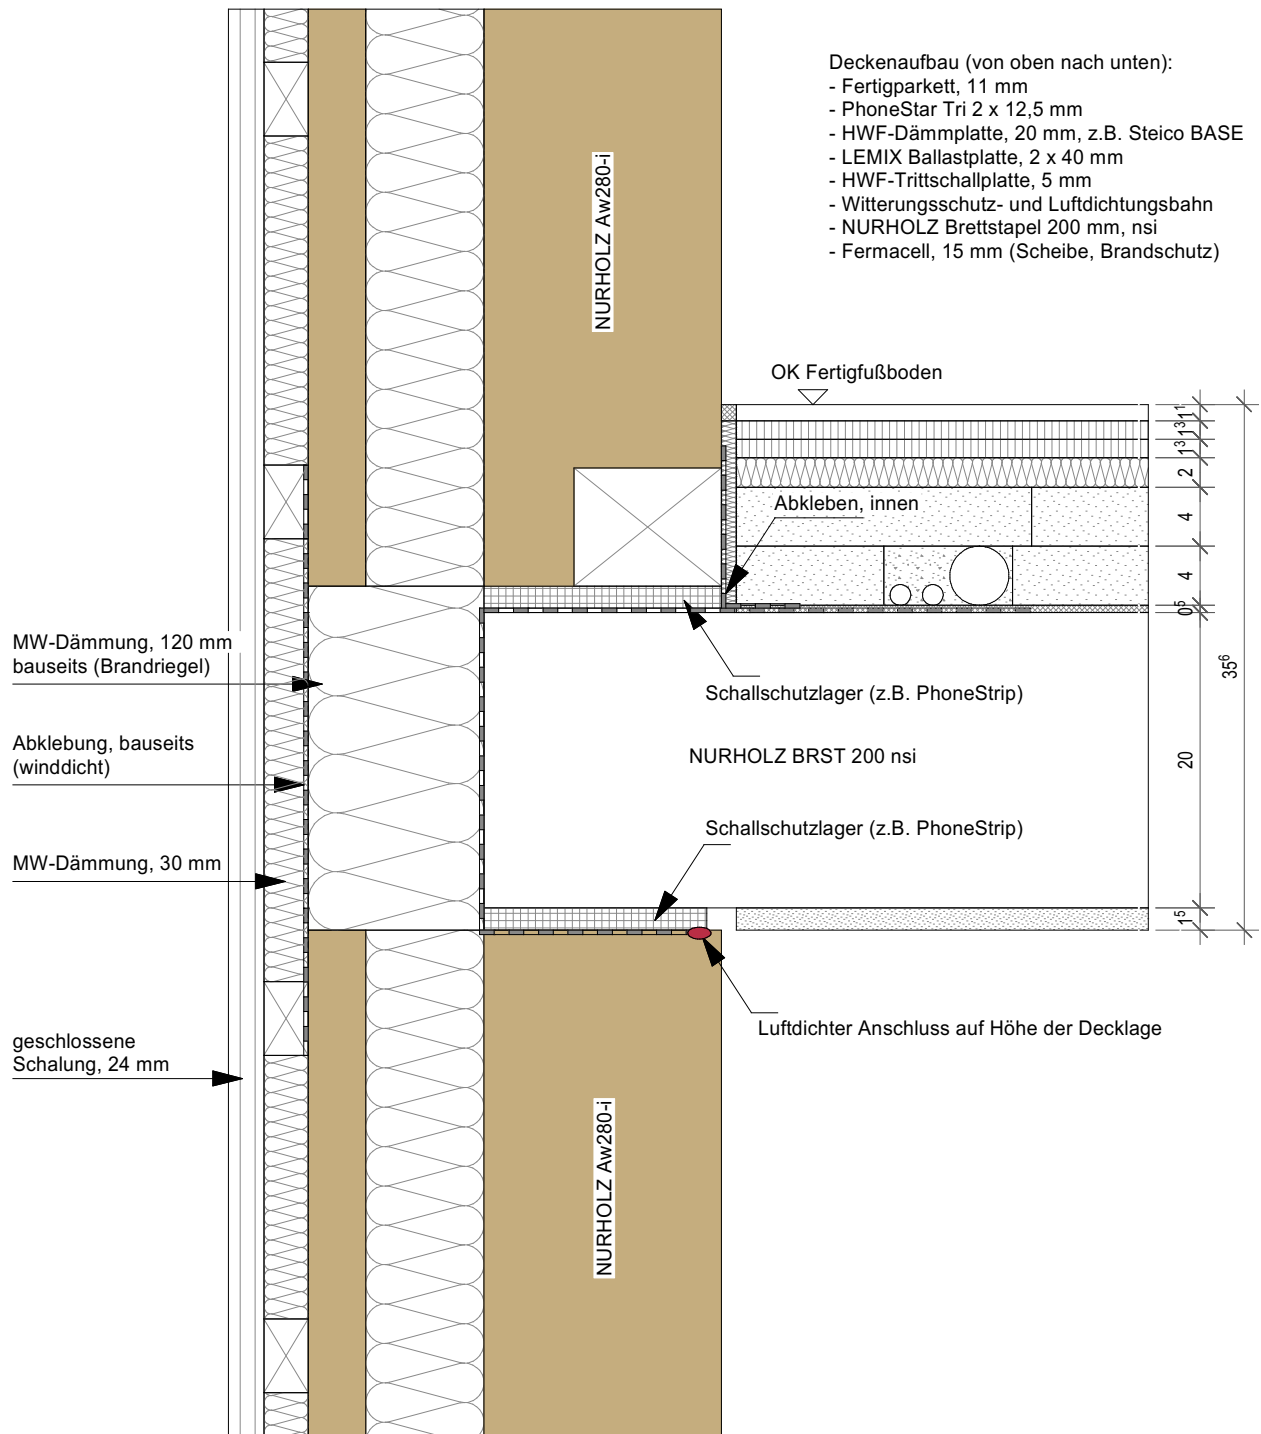 Deckenaufbau (von oben nach unten):
- Fertigparkett, 11 mm
- PhoneStar Tri 2 x 12,5 mm
- HWF-Dämmplatte, 20 mm, z.B. Steico BASE
- LEMIX Ballastplatte, 2 x 40 mm
- HWF-Trittschallplatte, 5 mm
- Witterungsschutz- und Luftdichtungsbahn
- NURHOLZ Brettstapel 200 mm, nsi
- Fermacell, 15 mm (Scheibe, Brandschutz)
NURHOLZ Aw280-i
OK Fertigfußboden
1¹
1³
1³
2
4
4
0⁵
20
1⁵
35⁶
Abkleben, innen
MW-Dämmung, 120 mm
bauseits (Brandriegel)
Schallschutzlager (z.B. PhoneStrip)
Abklebung, bauseits
(winddicht)
NURHOLZ BRST 200 nsi
Schallschutzlager (z.B. PhoneStrip)
MW-Dämmung, 30 mm
Luftdichter Anschluss auf Höhe der Decklage
geschlossene
Schalung, 24 mm
NURHOLZ Aw280-i